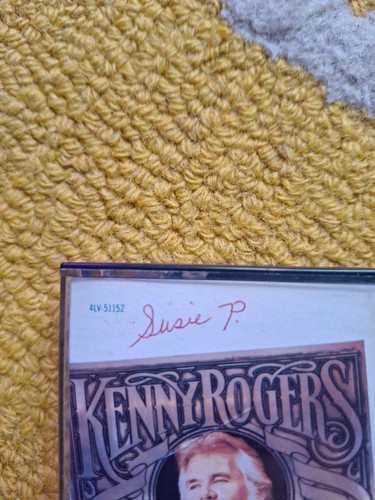 4LV-51152
Susie P.
KENNY ROGERS